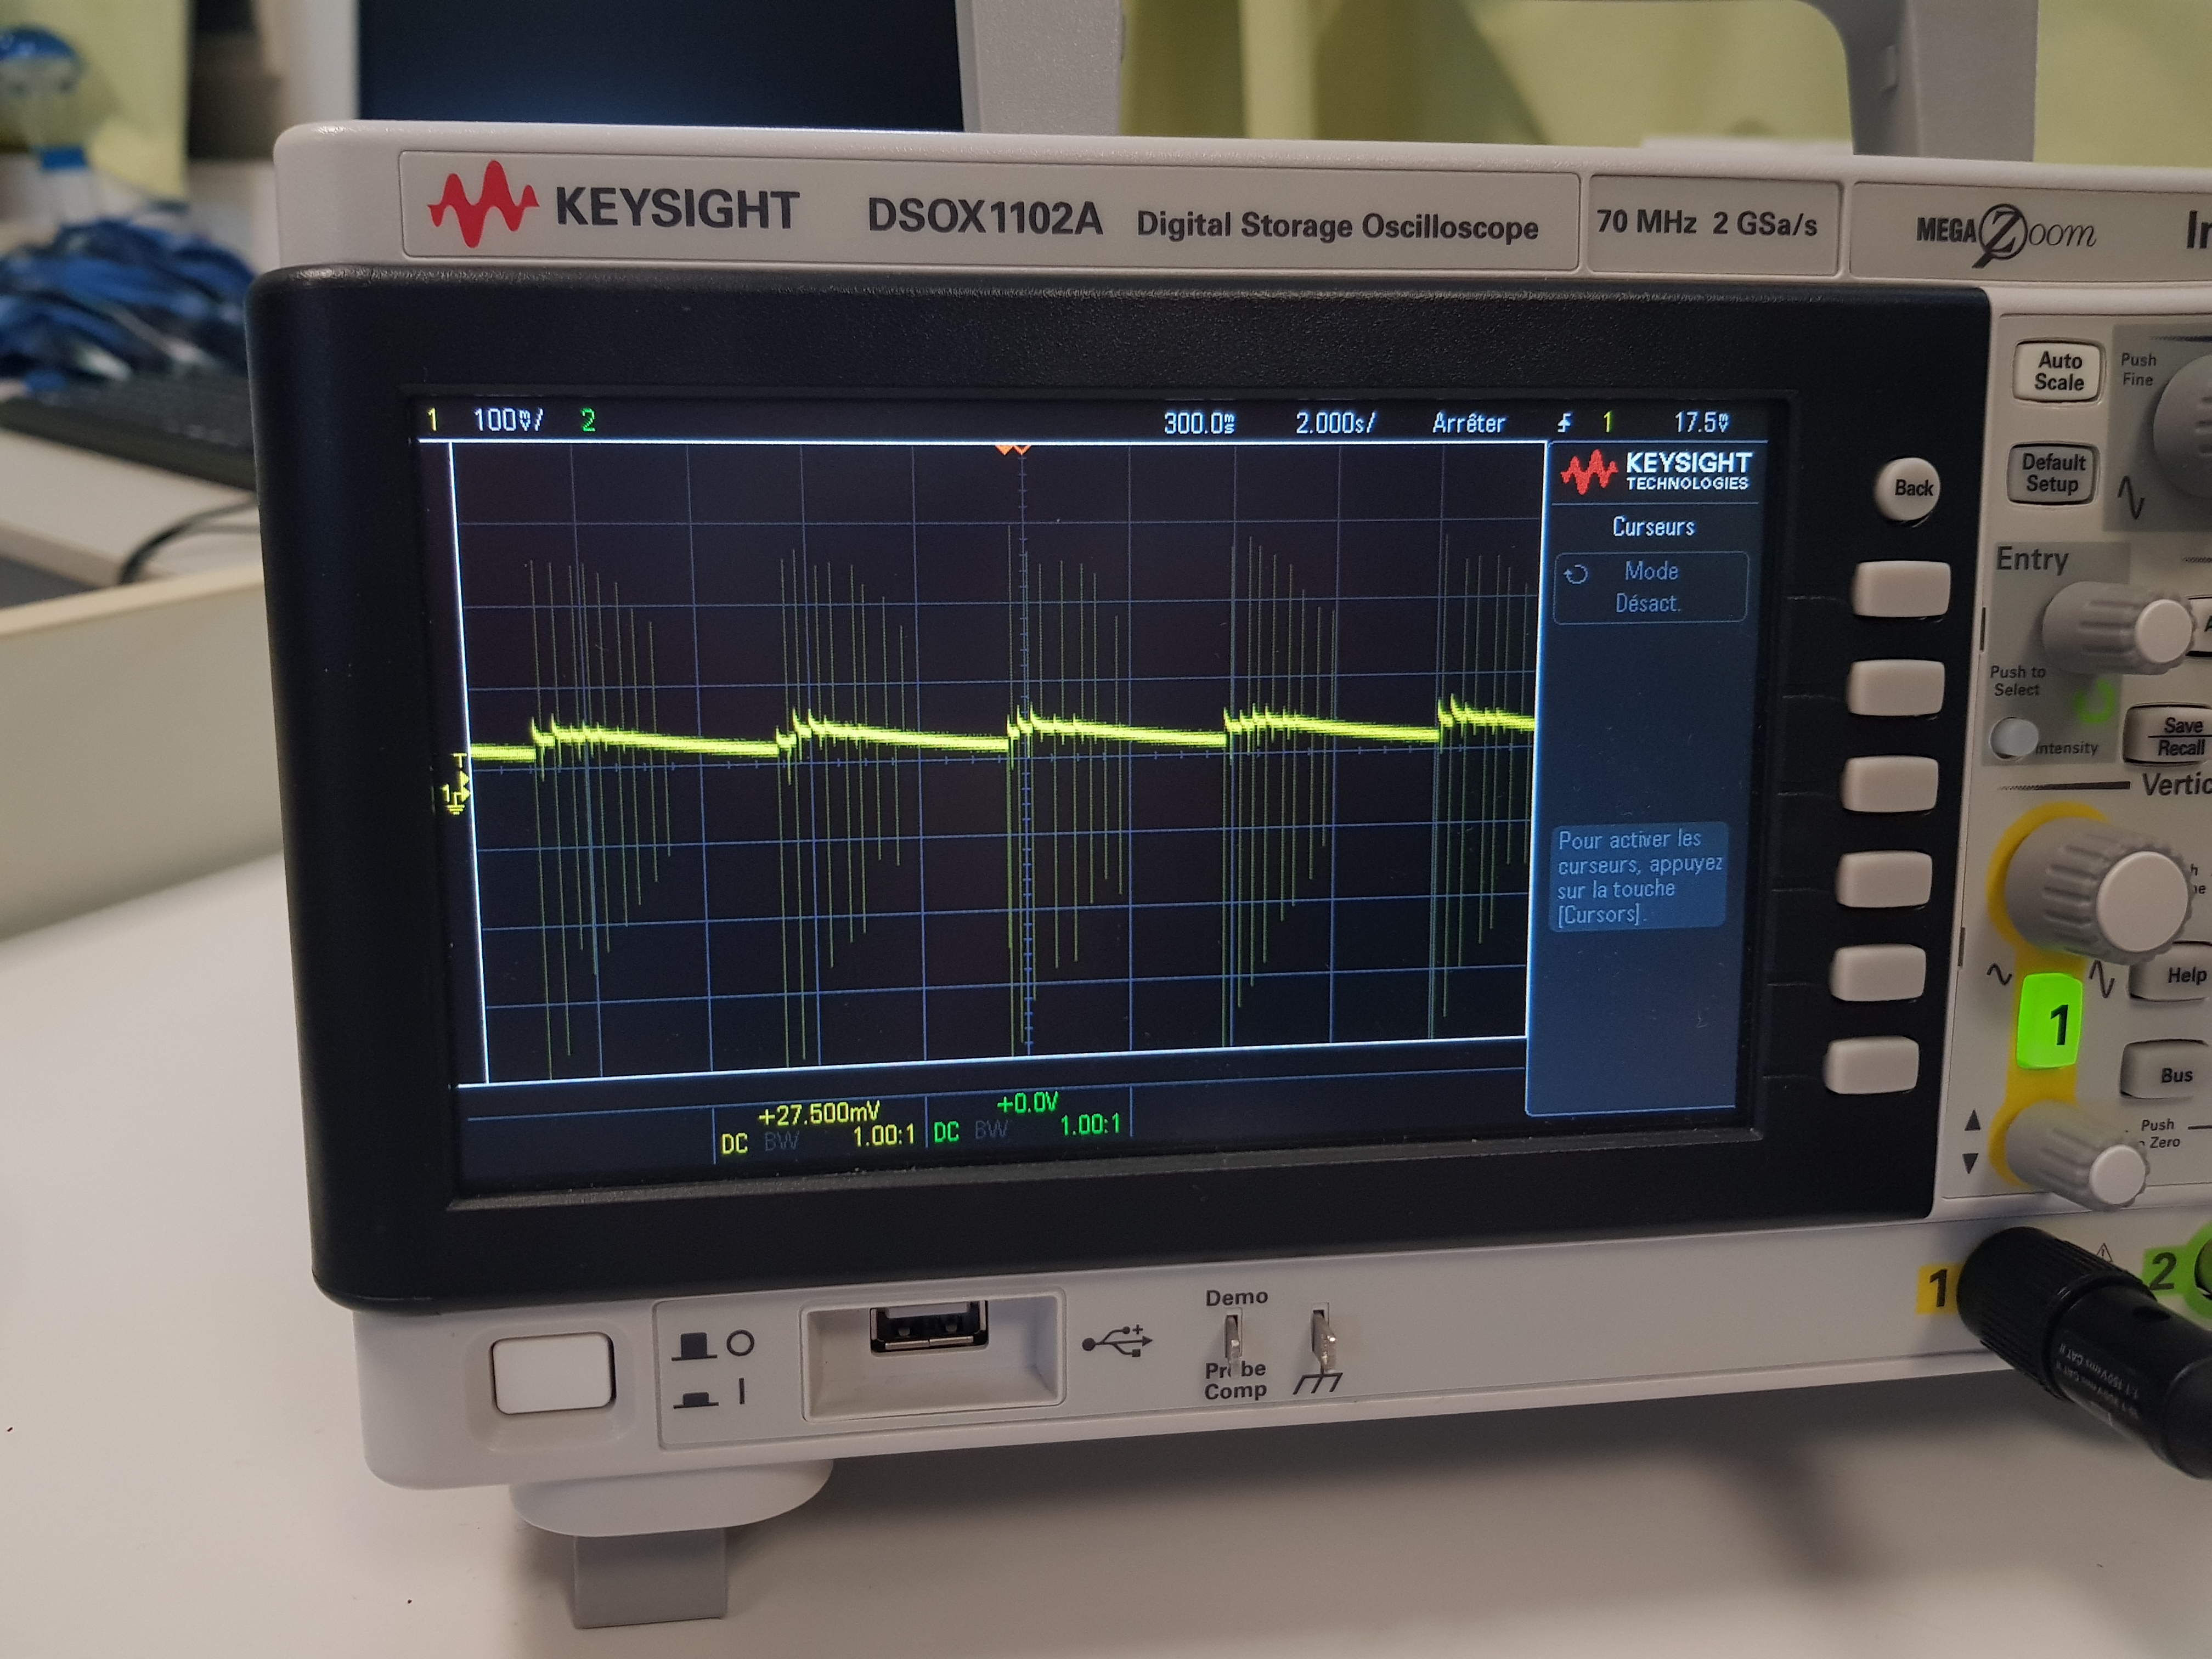 KEYSIGHT DSOX1102A Digital Storage Oscilloscope 70 MHz 2 GSa/s MEGA Zoom
Auto Scale
Push Fine
Default Setup
Back
Entry
Push to Select
Intensity
Save Recall
Help
Bus
Push
Zero
1 100mV/ 2 300.0ms 2.000s/ Arrêter 1 17.5mV
KEYSIGHT
TECHNOLOGIES
Curseurs
Mode
Désact.
Pour activer les
curseurs, appuyez
sur la touche
[Cursors].
T
1
+27.500mV
DC BW 1.00:1
+0.0V
DC BW 1.00:1
1
1
2
Demo
Probe
Comp